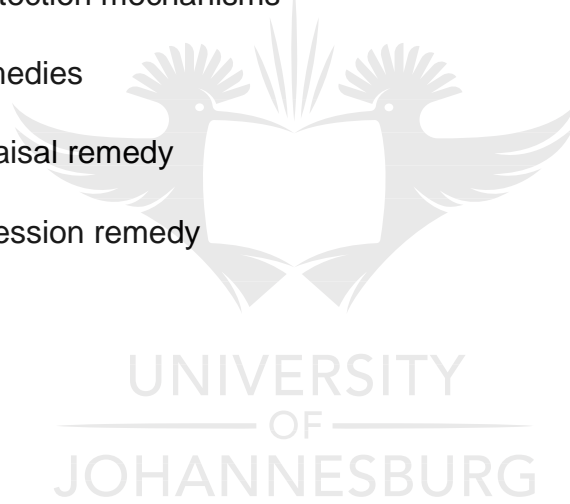 tection mechanisms
nedies
aisal remedy
ession remedy
UNIVERSITY
OF
JOHANNESBURG